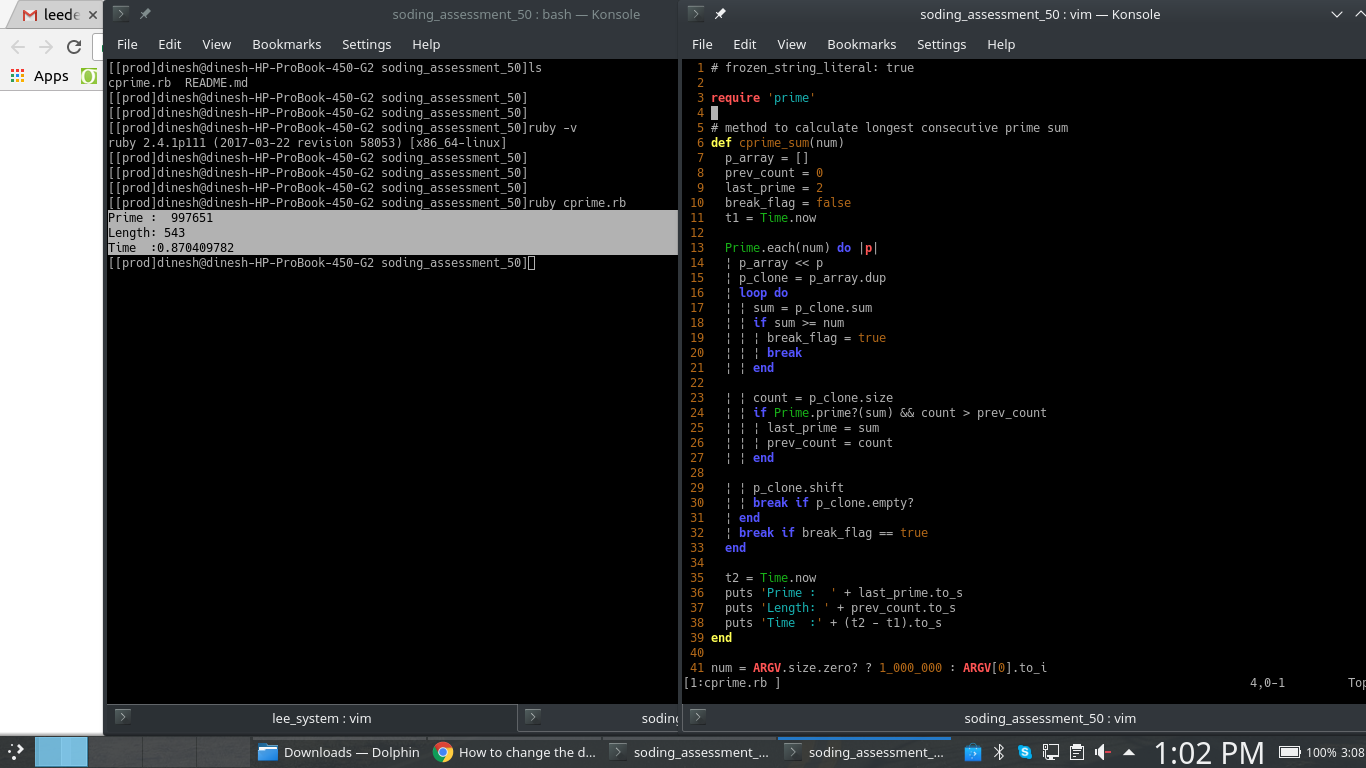 leede
Apps
soding_assessment_50 : bash — Konsole
File Edit View Bookmarks Settings Help
[[prod]dinesh@dinesh-HP-ProBook-450-G2 soding_assessment_50]ls
cprime.rb  README.md
[[prod]dinesh@dinesh-HP-ProBook-450-G2 soding_assessment_50]
[[prod]dinesh@dinesh-HP-ProBook-450-G2 soding_assessment_50]
[[prod]dinesh@dinesh-HP-ProBook-450-G2 soding_assessment_50]ruby -v
ruby 2.4.1p111 (2017-03-22 revision 58053) [x86_64-linux]
[[prod]dinesh@dinesh-HP-ProBook-450-G2 soding_assessment_50]
[[prod]dinesh@dinesh-HP-ProBook-450-G2 soding_assessment_50]
[[prod]dinesh@dinesh-HP-ProBook-450-G2 soding_assessment_50]
[[prod]dinesh@dinesh-HP-ProBook-450-G2 soding_assessment_50]ruby cprime.rb
Prime :  997651
Length: 543
Time  :0.870409782
[[prod]dinesh@dinesh-HP-ProBook-450-G2 soding_assessment_50]
lee_system : vim
soding
soding_assessment_50 : vim — Konsole
File Edit View Bookmarks Settings Help
1 # frozen_string_literal: true
2
3 require 'prime'
4
5 # method to calculate longest consecutive prime sum
6 def cprime_sum(num)
7   p_array = []
8   prev_count = 0
9   last_prime = 2
10   break_flag = false
11   t1 = Time.now
12
13   Prime.each(num) do |p|
14   ¦ p_array << p
15   ¦ p_clone = p_array.dup
16   ¦ loop do
17   ¦ ¦ sum = p_clone.sum
18   ¦ ¦ if sum >= num
19   ¦ ¦ ¦ break_flag = true
20   ¦ ¦ ¦ break
21   ¦ ¦ end
22
23   ¦ ¦ count = p_clone.size
24   ¦ ¦ if Prime.prime?(sum) && count > prev_count
25   ¦ ¦ ¦ last_prime = sum
26   ¦ ¦ ¦ prev_count = count
27   ¦ ¦ end
28
29   ¦ ¦ p_clone.shift
30   ¦ ¦ break if p_clone.empty?
31   ¦ end
32   ¦ break if break_flag == true
33   end
34
35   t2 = Time.now
36   puts 'Prime :  ' + last_prime.to_s
37   puts 'Length: ' + prev_count.to_s
38   puts 'Time  :' + (t2 - t1).to_s
39 end
40
41 num = ARGV.size.zero? ? 1_000_000 : ARGV[0].to_i
[1:cprime.rb ] 4,0-1 Top
soding_assessment_50 : vim
Downloads — Dolphin
How to change the d...
soding_assessment_...
soding_assessment_...
1:02 PM
100% 3:08